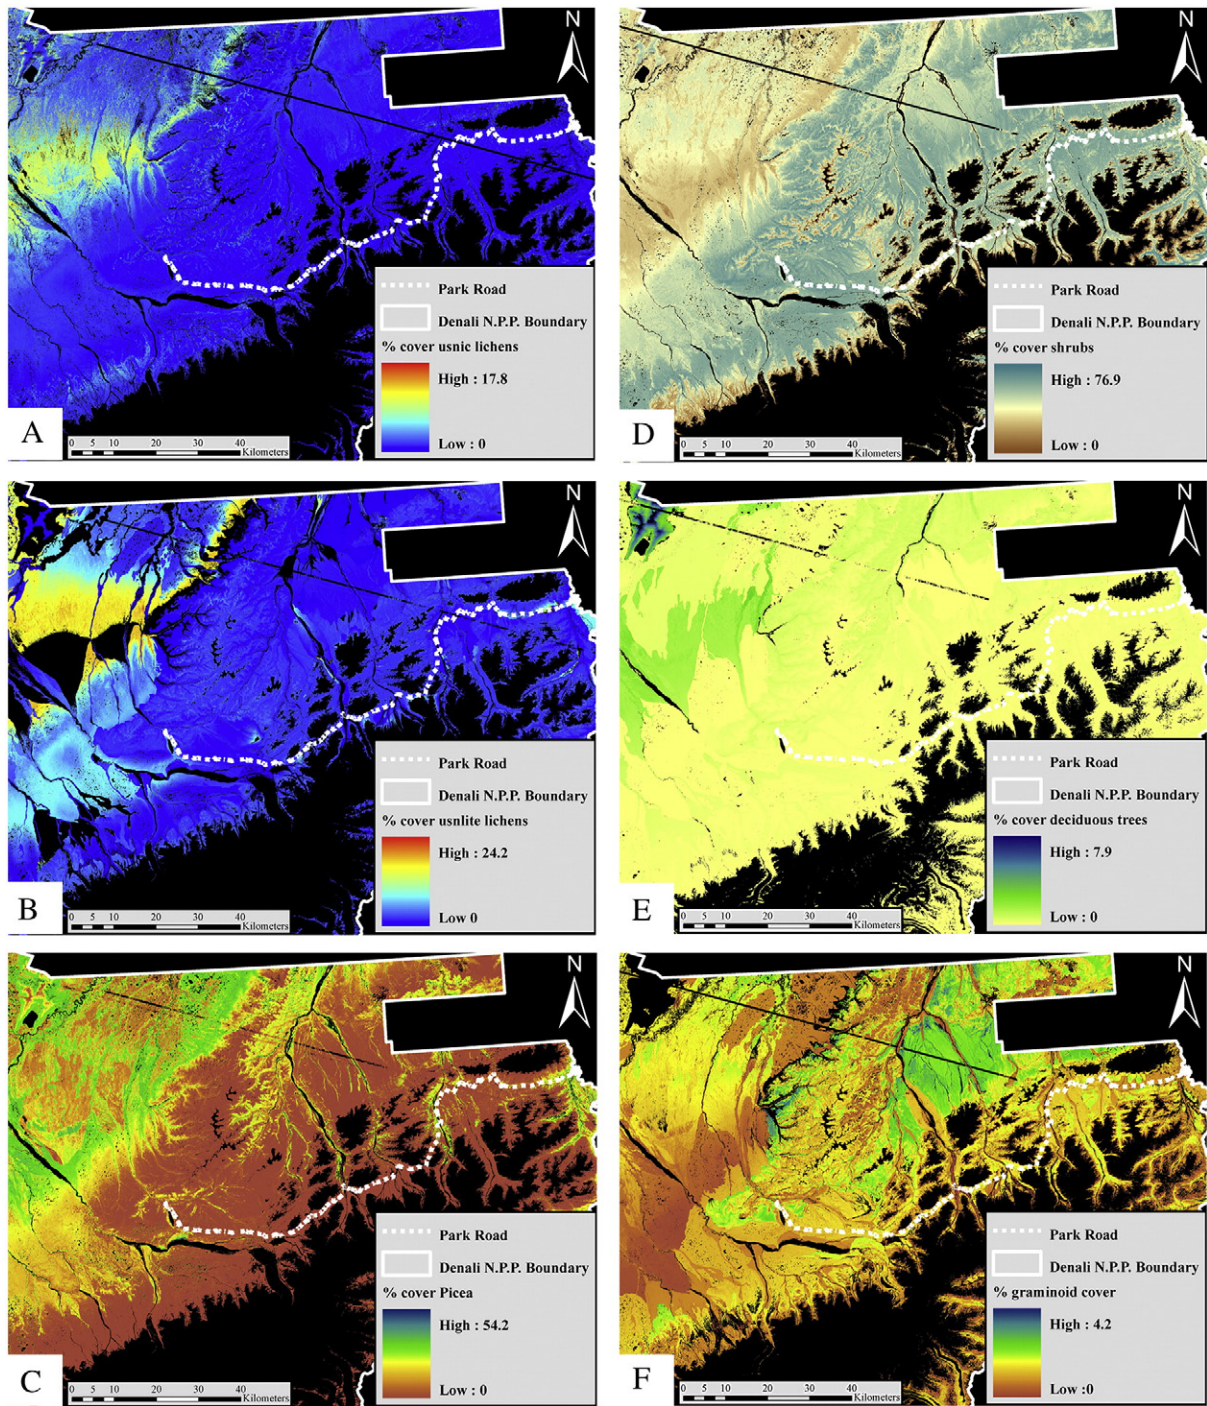 N
Park Road
Denali N.P.P. Boundary
% cover usnic lichens
High : 17.8
Low : 0
0 5 10 20 30 40
Kilometers
A
N
Park Road
Denali N.P.P. Boundary
% cover shrubs
High : 76.9
Low : 0
0 5 10 20 30 40
Kilometers
D
N
Park Road
Denali N.P.P. Boundary
% cover usnlite lichens
High : 24.2
Low 0
0 5 10 20 30 40
Kilometers
B
N
Park Road
Denali N.P.P. Boundary
% cover deciduous trees
High : 7.9
Low : 0
0 5 10 20 30 40
Kilometers
E
N
Park Road
Denali N.P.P. Boundary
% cover Picea
High : 54.2
Low : 0
0 5 10 20 30 40
Kilometers
C
N
Park Road
Denali N.P.P. Boundary
% graminoid cover
High : 4.2
Low :0
0 5 10 20 30 40
Kilometers
F